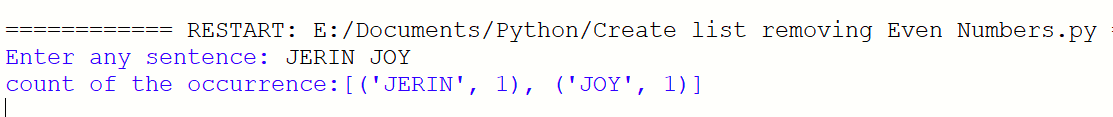 ============ RESTART: E:/Documents/Python/Create list removing Even Numbers.py =
Enter any sentence: JERIN JOY
count of the occurrence:[('JERIN', 1), ('JOY', 1)]